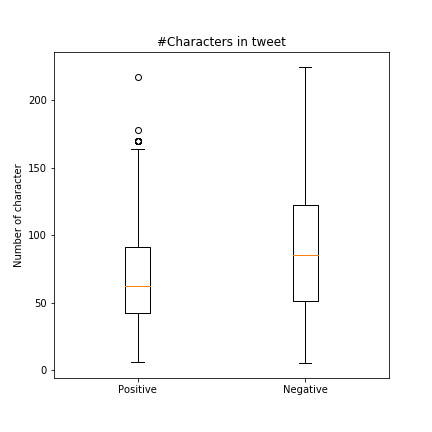 #Characters in tweet
Number of character
200
150
100
50
0
Positive Negative